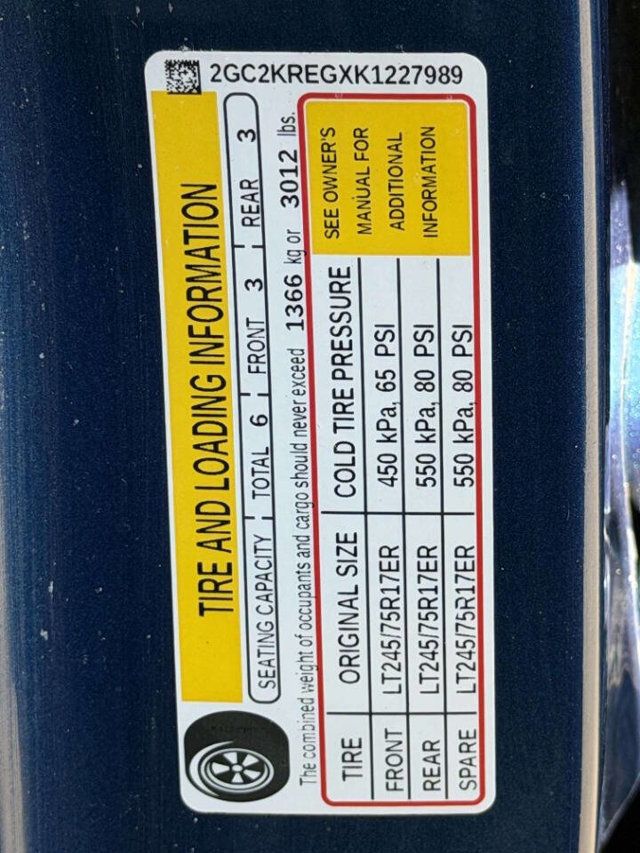 2GC2KREGXK1227989
TIRE AND LOADING INFORMATION
SEATING CAPACITY TOTAL 6 FRONT 3 REAR 3
The combined weight of occupants and cargo should never exceed 1366 kg or 3012 lbs.
TIRE ORIGINAL SIZE COLD TIRE PRESSURE
FRONT LT245/75R17ER 450 kPa, 65 PSI
REAR LT245/75R17ER 550 kPa, 80 PSI
SPARE LT245/75R17ER 550 kPa, 80 PSI
SEE OWNER'S
MANUAL FOR
ADDITIONAL
INFORMATION